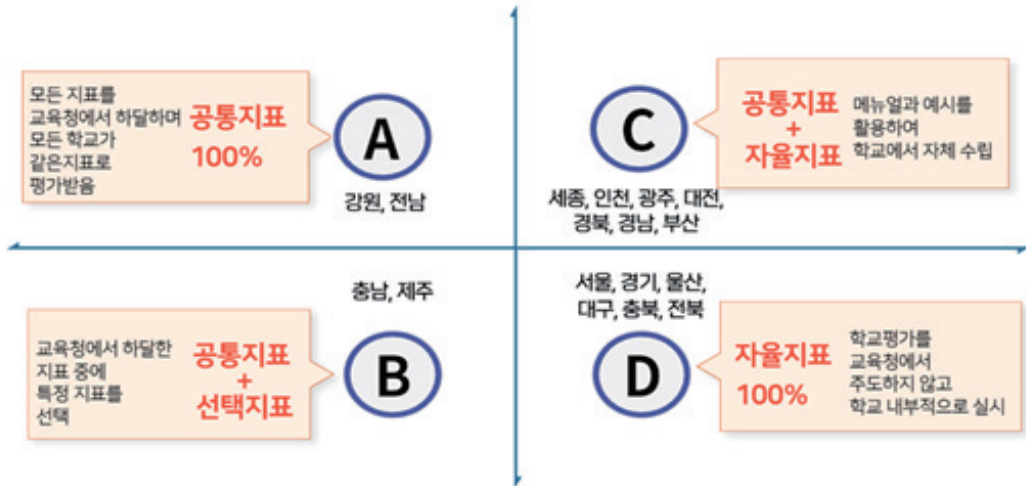 모든 지표를
교육청에서 하달하며
모든 학교가
같은지표로
평가받음
공통지표
100%
A
강원, 전남
C
공통지표
+
자율지표
메뉴얼과 예시를
활용하여
학교에서 자체 수립
세종, 인천, 광주, 대전,
경북, 경남, 부산
충남, 제주
교육청에서 하달한
지표 중에
특정 지표를
선택
공통지표
+
선택지표
B
서울, 경기, 울산,
대구, 충북, 전북
D
자율지표
100%
학교평가를
교육청에서
주도하지 않고
학교 내부적으로 실시